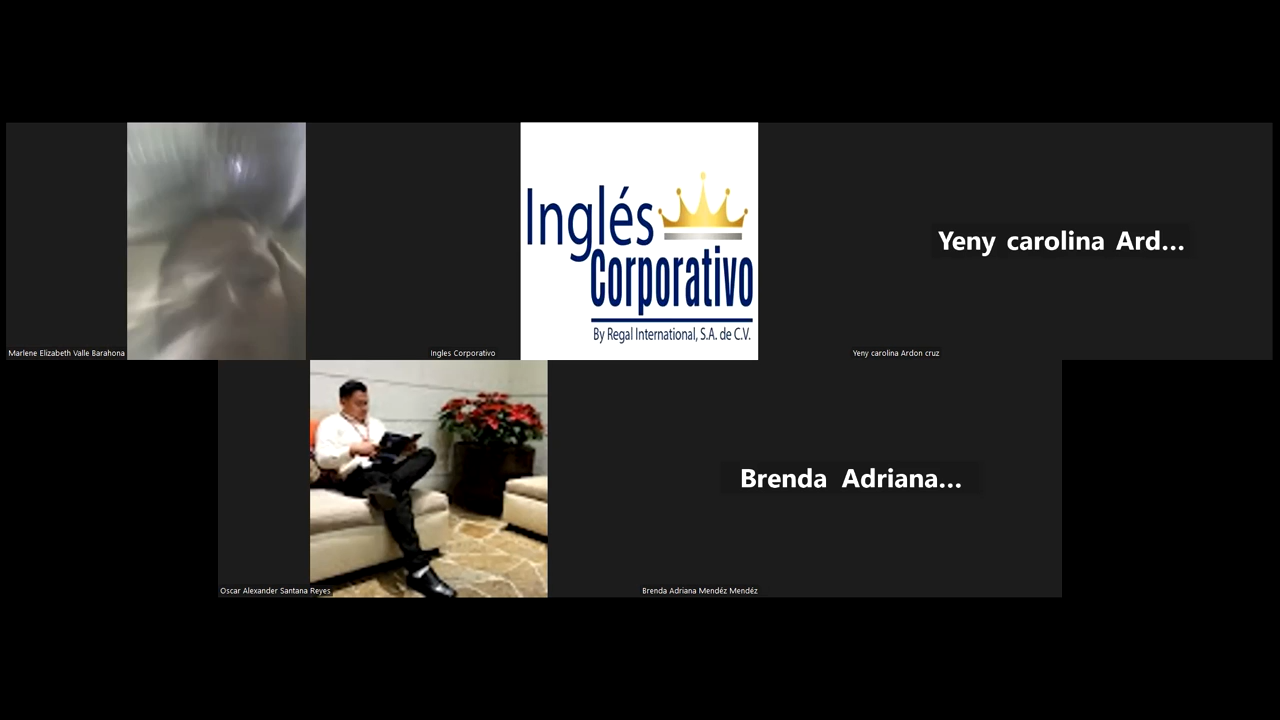 Inglés
Corporativo
By Regal International, S.A. de C.V.
Yeny carolina Ard...
Marlene Elizabeth Valle Barahona
Ingles Corporativo
Yeny carolina Ardon cruz
Brenda Adriana...
Oscar Alexander Santana Reyes
Brenda Adriana Mendéz Mendéz